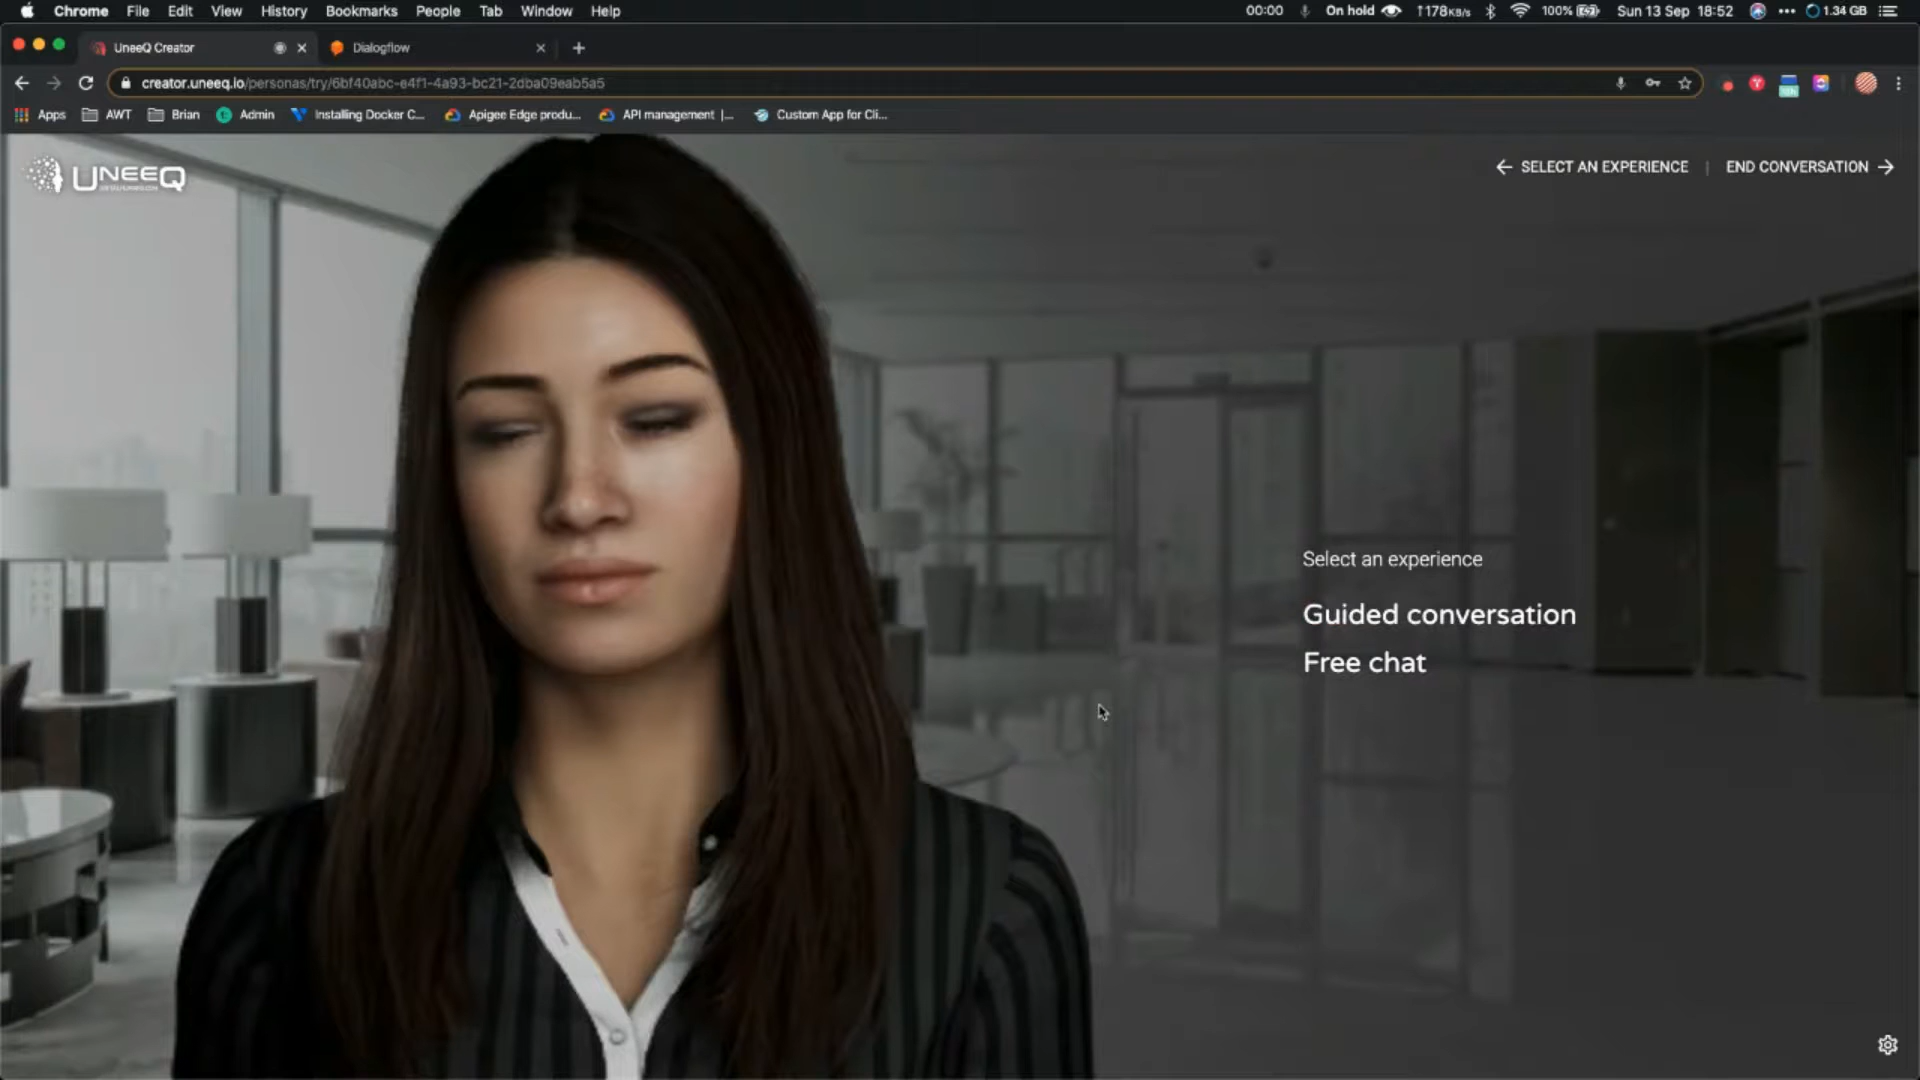 Chrome File Edit View History Bookmarks People Tab Window Help 00:00 On hold ↑178KB/s 100% Sun 13 Sep 18:52 ••• 1.34 GB
UneeQ Creator Dialogflow
creator.uneeq.io/personas/try/6bf40abc-e4f1-4a93-bc21-2dba09eab5a5
Apps AWT Brian Admin Installing Docker C... Apigee Edge produ... API management |... Custom App for Cli...
UNEEQ
← SELECT AN EXPERIENCE | END CONVERSATION →
Select an experience
Guided conversation
Free chat